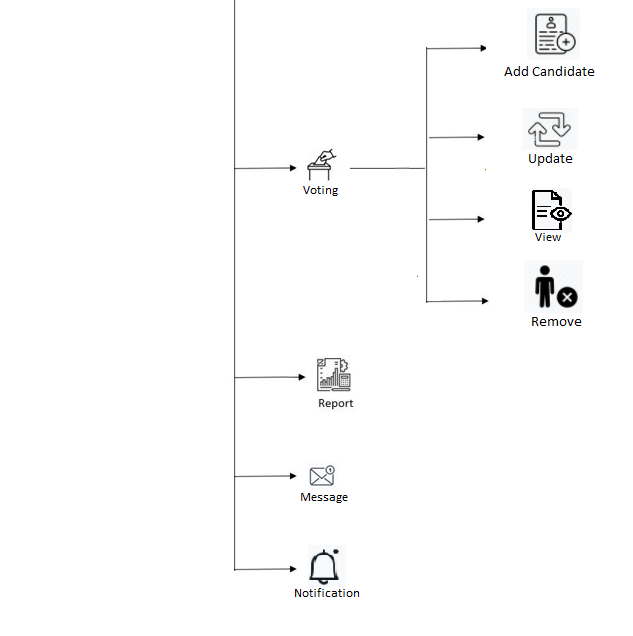 Add Candidate
Update
Voting
View
Remove
Report
Message
Notification